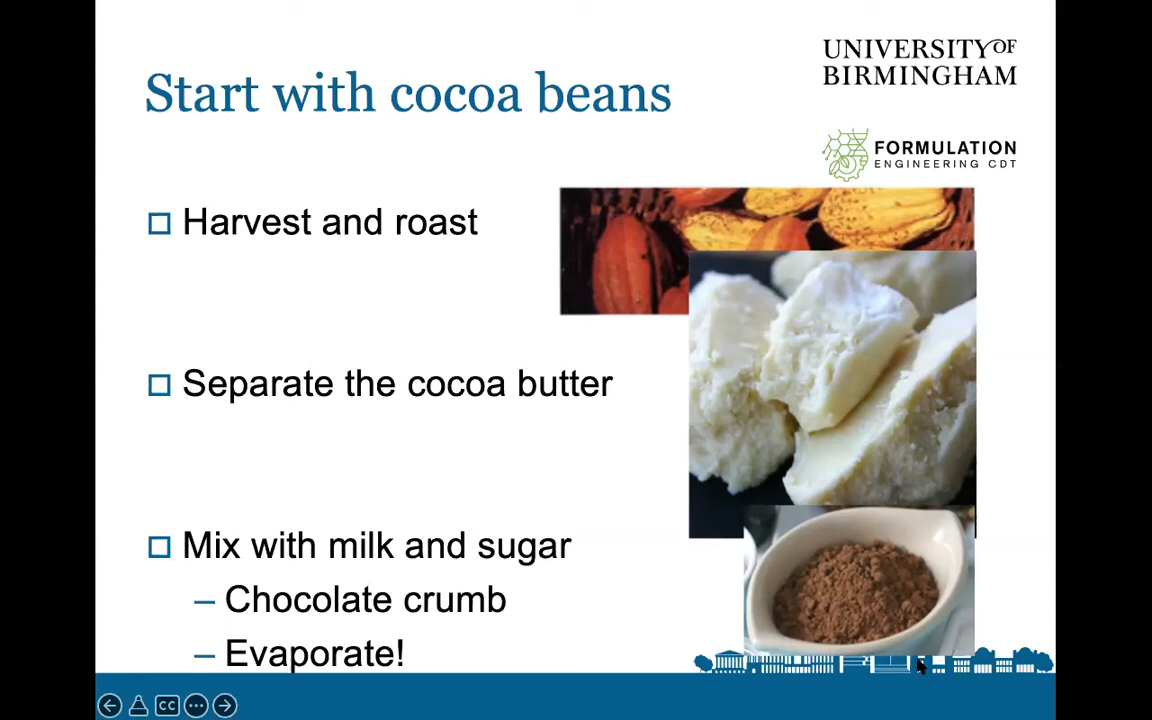 UNIVERSITY OF
BIRMINGHAM
Start with cocoa beans
FORMULATION
ENGINEERING CDT
Harvest and roast
Separate the cocoa butter
Mix with milk and sugar
– Chocolate crumb
– Evaporate!
CC